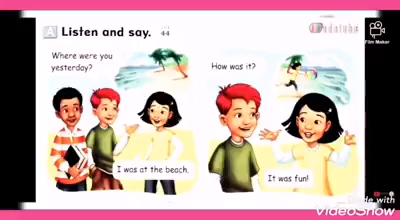 A Listen and say. 44
Where were you
yesterday?
How was it?
I was at the beach.
It was fun!
Film Maker
Made with
VideoShow